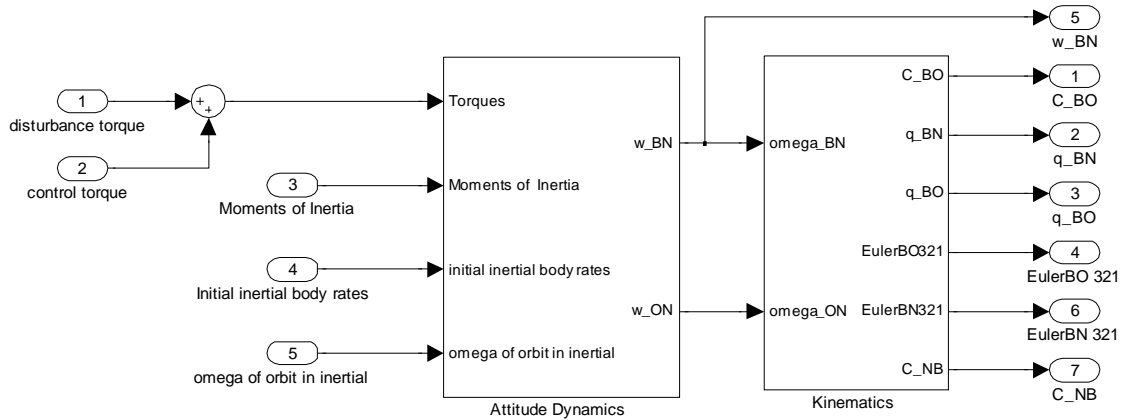 5
w_BN
1
disturbance torque
+
+
2
control torque
3
Moments of Inertia
4
Initial inertial body rates
5
omega of orbit in inertial
Torques
Moments of Inertia
initial inertial body rates
omega of orbit in inertial
w_BN
w_ON
Attitude Dynamics
omega_BN
omega_ON
C_BO
q_BN
q_BO
EulerBO321
EulerBN321
C_NB
Kinematics
1
C_BO
2
q_BN
3
q_BO
4
EulerBO 321
6
EulerBN 321
7
C_NB